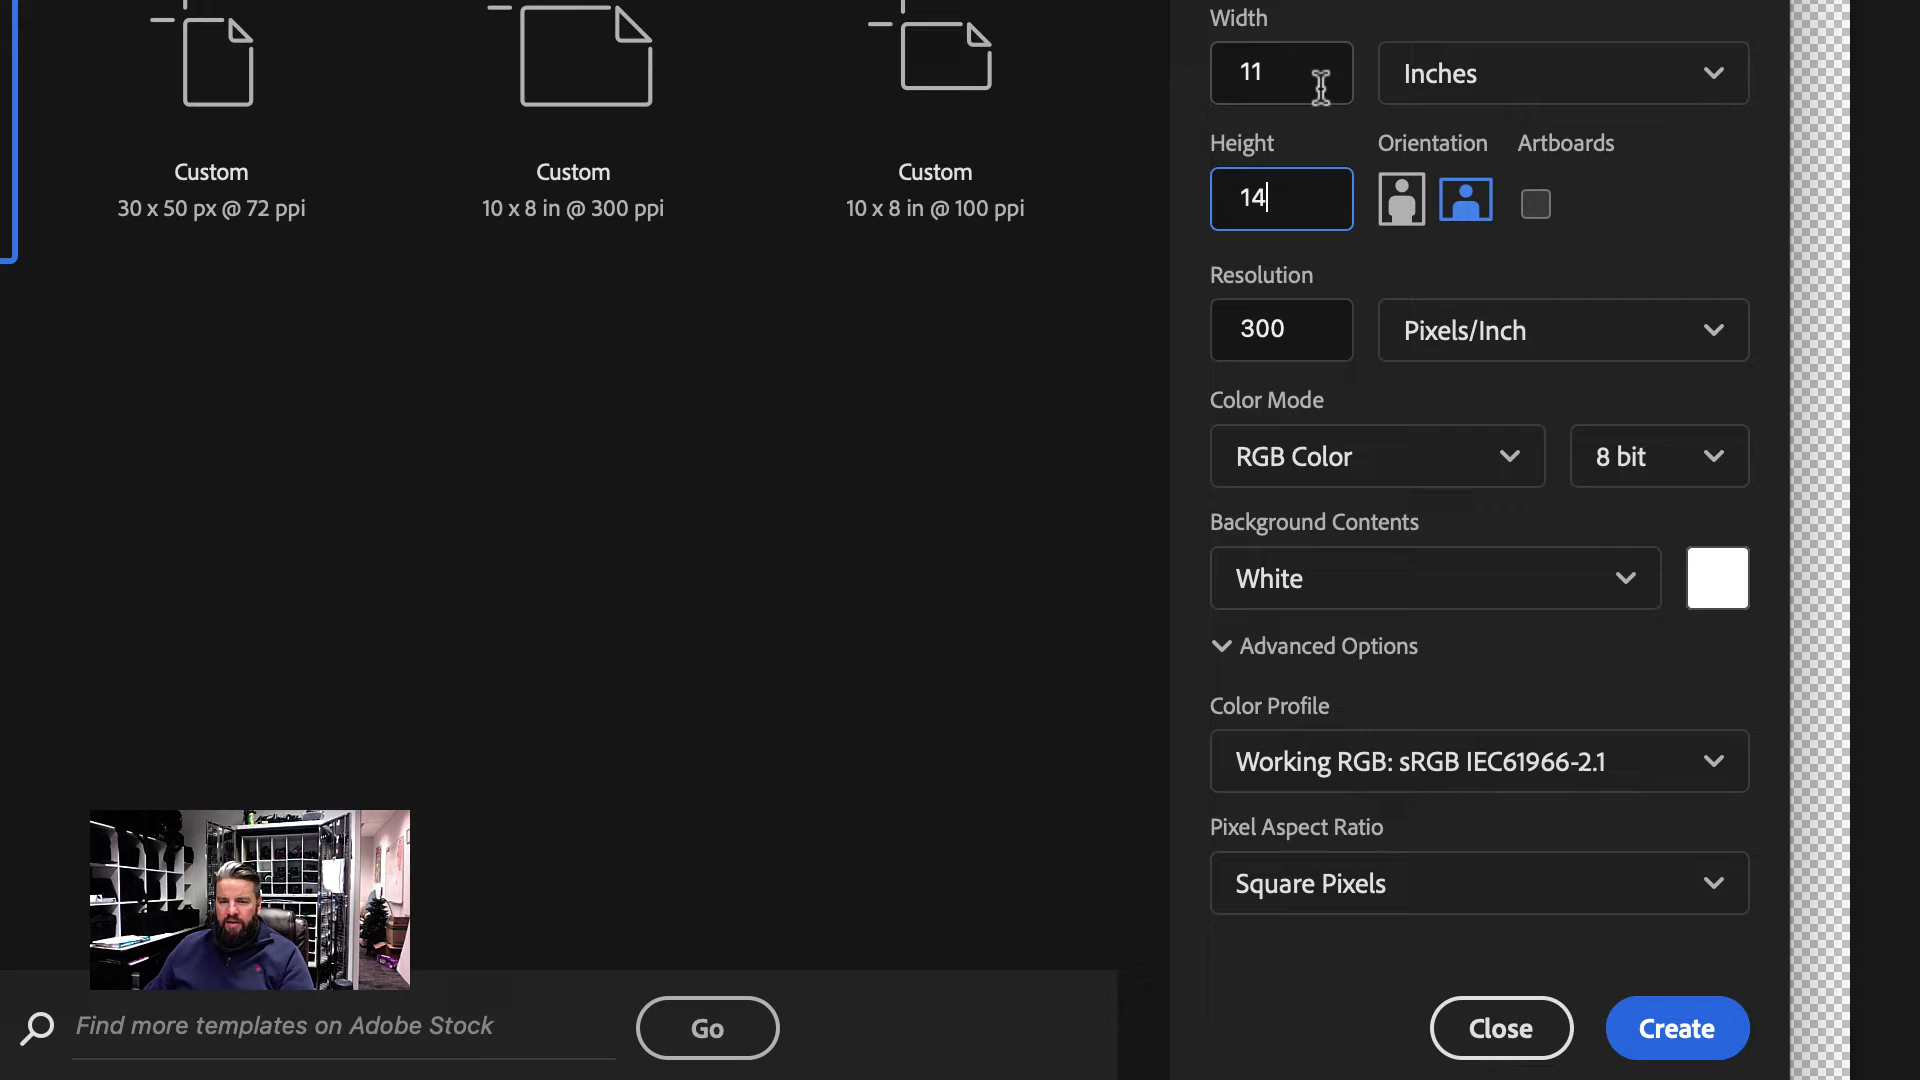 Custom
30 x 50 px @ 72 ppi
Custom
10 x 8 in @ 300 ppi
Custom
10 x 8 in @ 100 ppi
Width
11
Inches
Height
Orientation
Artboards
14
Resolution
300
Pixels/Inch
Color Mode
RGB Color
8 bit
Background Contents
White
Advanced Options
Color Profile
Working RGB: sRGB IEC61966-2.1
Pixel Aspect Ratio
Square Pixels
Find more templates on Adobe Stock
Go
Close
Create